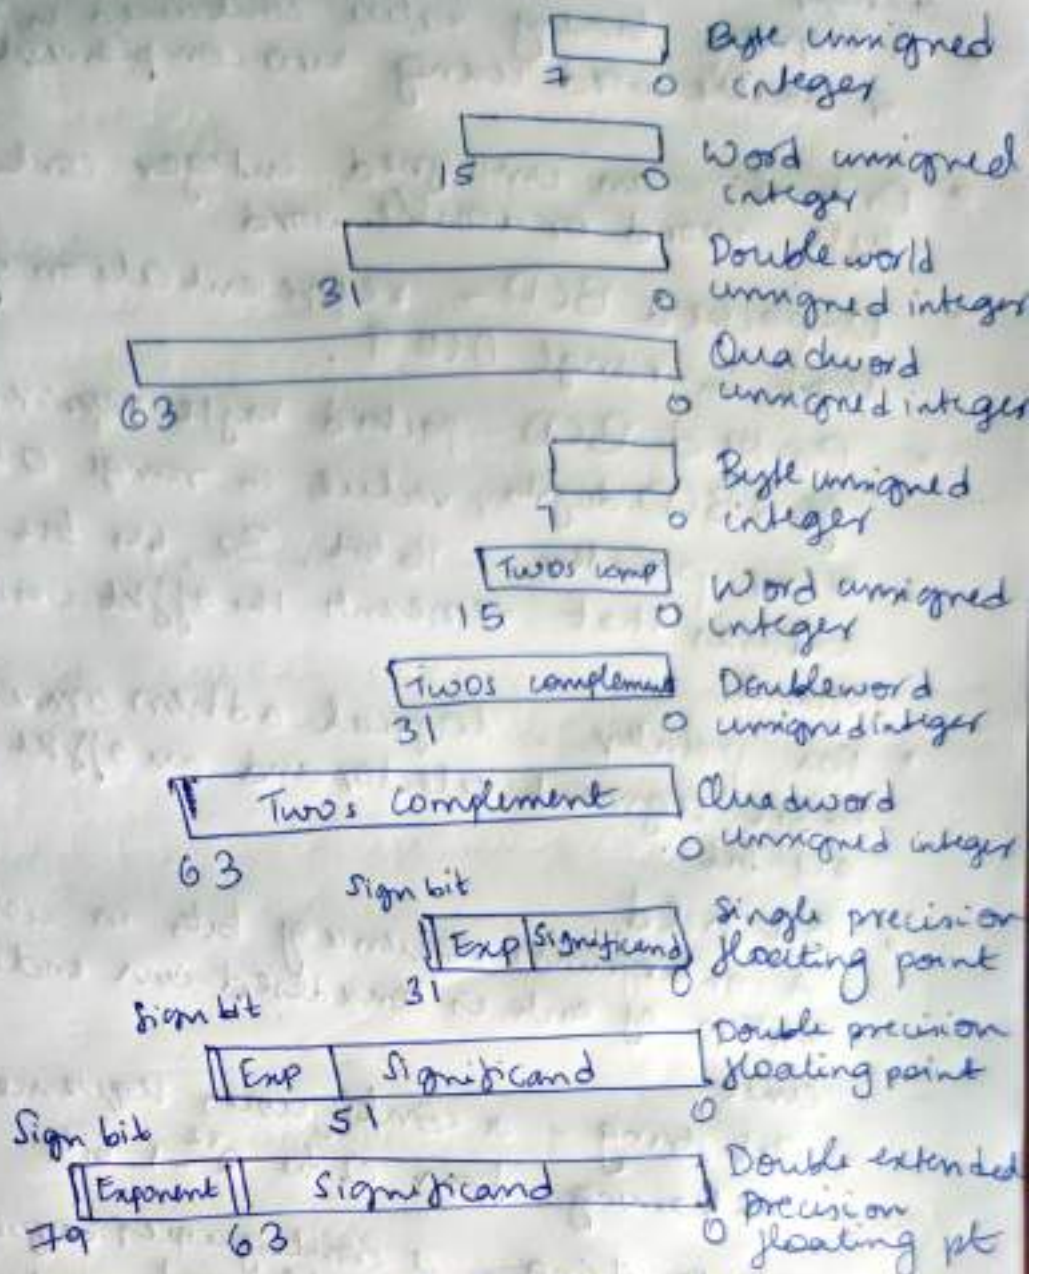 Byte unsigned
7 0 integer
Word unsigned
15 0 integer
Double world
31 0 unsigned integer
Quadword
63 0 unsigned integer
Byte unsigned
7 0 integer
Twos comp Word unsigned
15 0 integer
Twos complement Doubleword
31 0 unsigned integer
Twos complement Quadword
63 0 unsigned integer
Sign bit
Exp Significand Single precision
31 0 floating point
Sign bit
Double precision
Exp Significand floating point
51 0
Sign bit
Exponent Significand Double extended
precision
79 63 0 floating pt